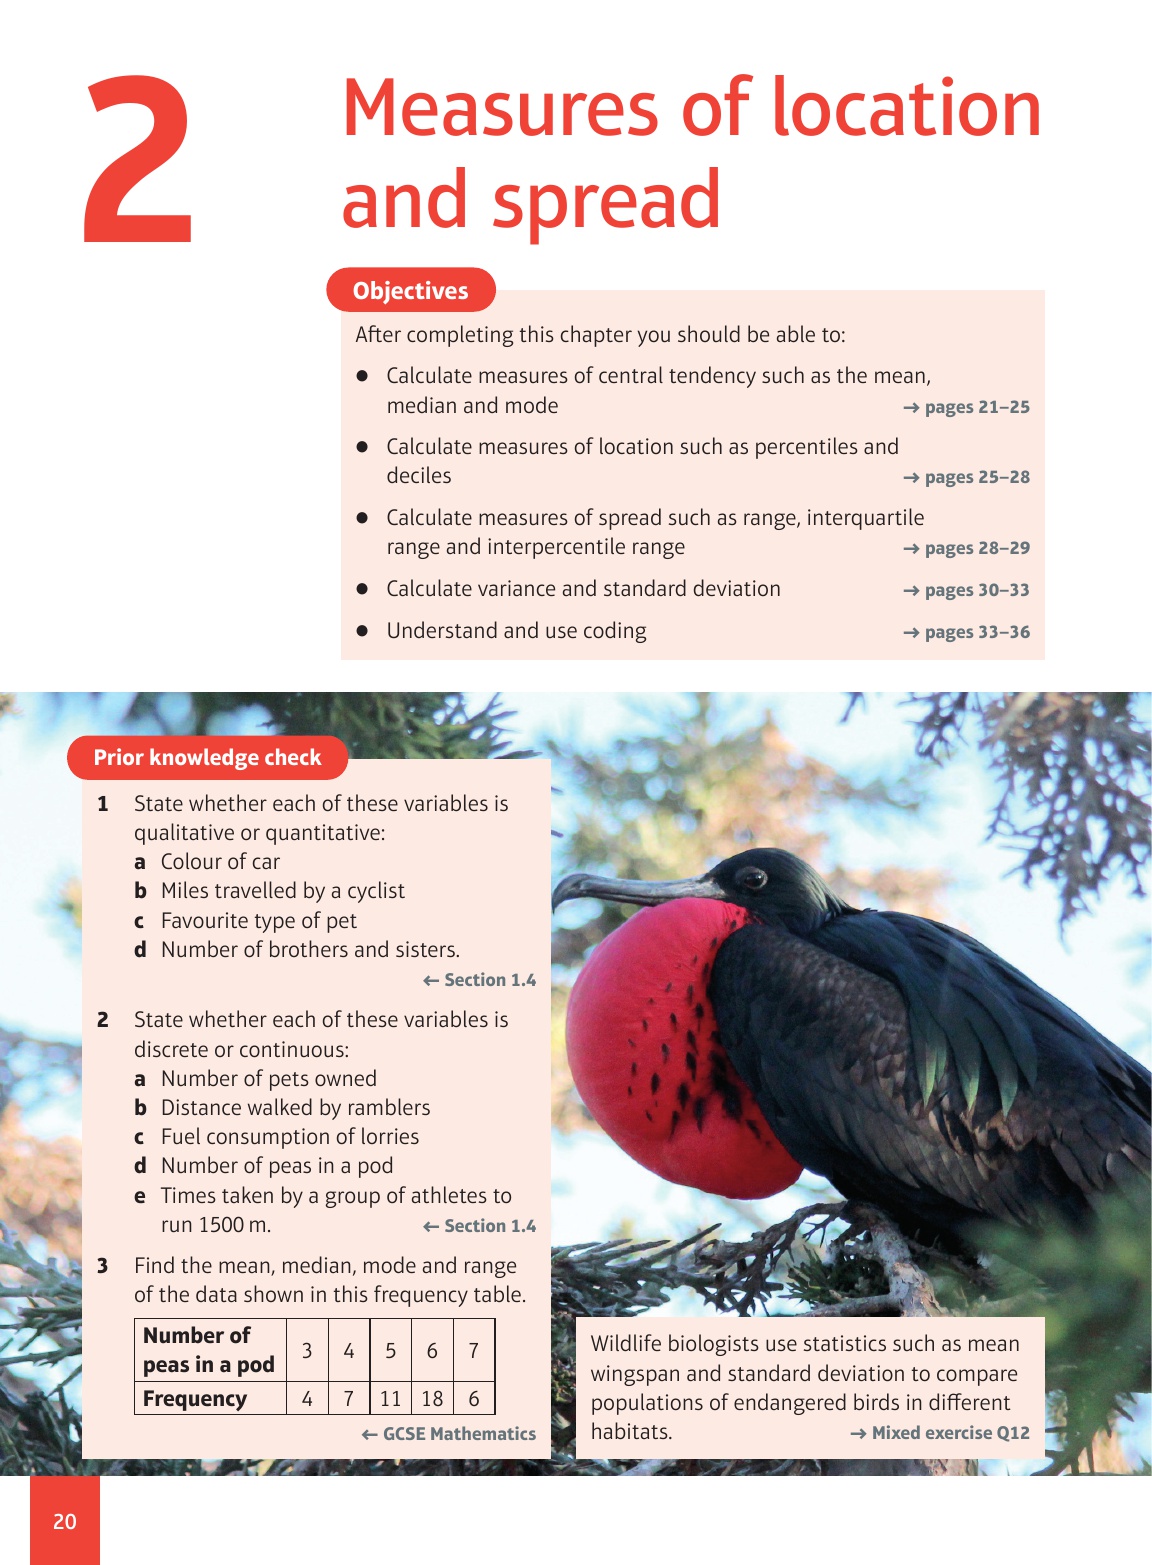 2
Measures of location
and spread
Objectives
After completing this chapter you should be able to:
● Calculate measures of central tendency such as the mean,
median and mode → pages 21–25
● Calculate measures of location such as percentiles and
deciles → pages 25–28
● Calculate measures of spread such as range, interquartile
range and interpercentile range → pages 28–29
● Calculate variance and standard deviation → pages 30–33
● Understand and use coding → pages 33–36
Prior knowledge check
1 State whether each of these variables is
qualitative or quantitative:
a Colour of car
b Miles travelled by a cyclist
c Favourite type of pet
d Number of brothers and sisters.
← Section 1.4
2 State whether each of these variables is
discrete or continuous:
a Number of pets owned
b Distance walked by ramblers
c Fuel consumption of lorries
d Number of peas in a pod
e Times taken by a group of athletes to
run 1500 m. ← Section 1.4
3 Find the mean, median, mode and range
of the data shown in this frequency table.
Number of
peas in a pod 3 4 5 6 7
Frequency 4 7 11 18 6
← GCSE Mathematics
Wildlife biologists use statistics such as mean
wingspan and standard deviation to compare
populations of endangered birds in different
habitats. → Mixed exercise Q12
20